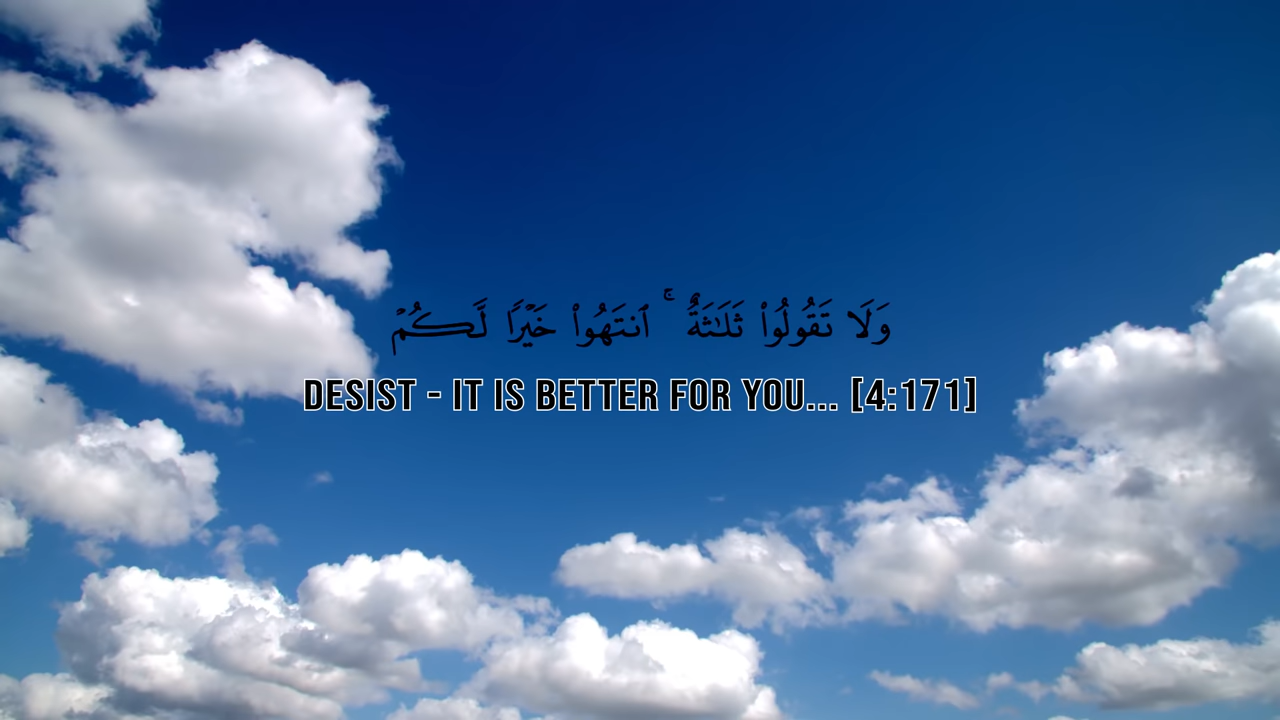 وَلَا تَقُولُوا۟ ثَلَـٰثَةٌ ۚ ٱنتَهُوا۟ خَيْرًۭا لَّكُمْ
DESIST - IT IS BETTER FOR YOU... [4:171]